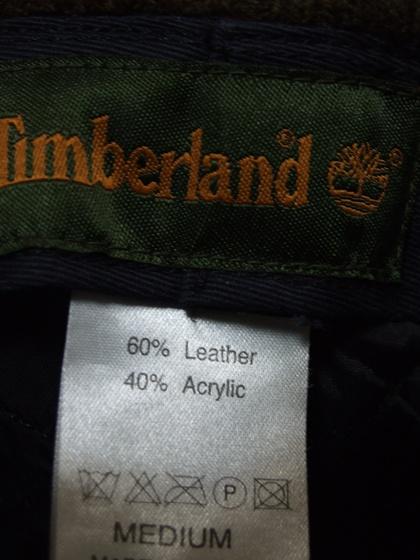 Timberland®
®
60% Leather
40% Acrylic
P
MEDIUM